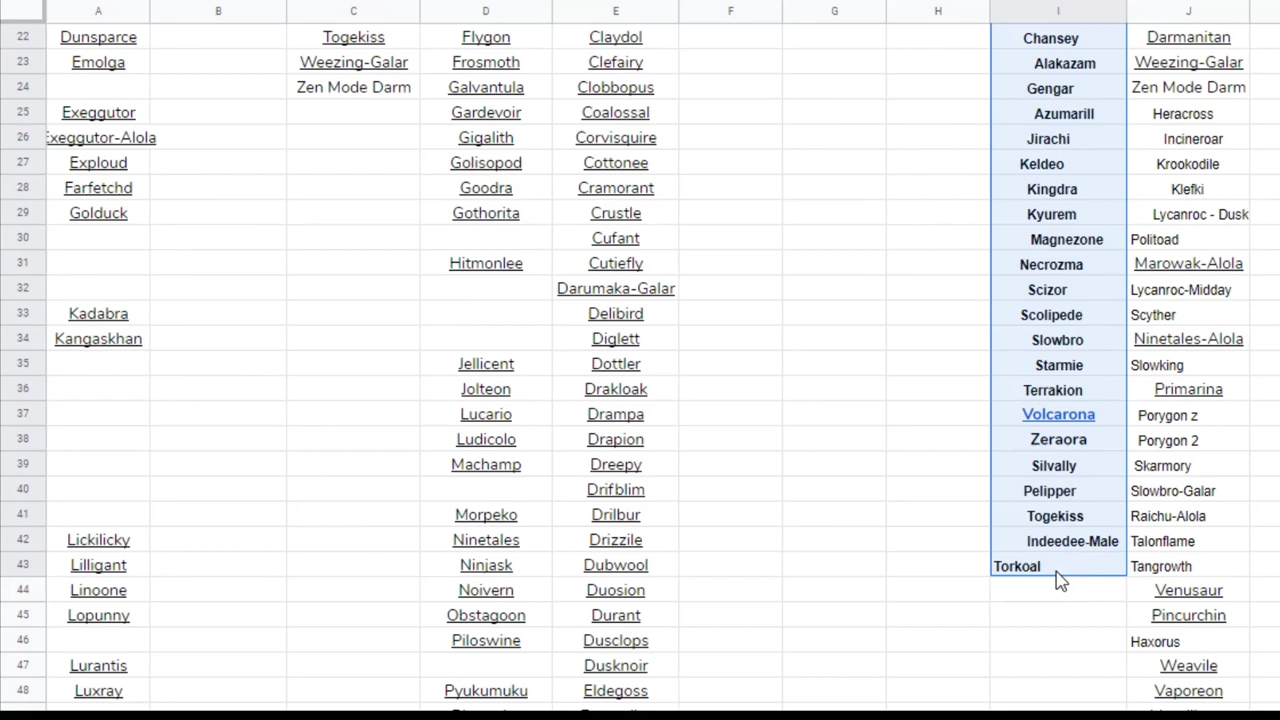 A B C D E F G H I J
22 Dunsparce Togekiss Flygon Claydol Chansey Darmanitan
23 Emolga Weezing-Galar Frosmoth Clefairy Alakazam Weezing-Galar
24 Zen Mode Darm Galvantula Clobbopus Gengar Zen Mode Darm
25 Exeggutor Gardevoir Coalossal Azumarill Heracross
26 Exeggutor-Alola Gigalith Corvisquire Jirachi Incineroar
27 Exploud Golisopod Cottonee Keldeo Krookodile
28 Farfetchd Goodra Cramorant Kingdra Klefki
29 Golduck Gothorita Crustle Kyurem Lycanroc - Dusk
30 Cufant Magnezone Politoad
31 Hitmonlee Cutiefly Necrozma Marowak-Alola
32 Darumaka-Galar Scizor Lycanroc-Midday
33 Kadabra Delibird Scolipede Scyther
34 Kangaskhan Diglett Slowbro Ninetales-Alola
35 Jellicent Dottler Starmie Slowking
36 Jolteon Drakloak Terrakion Primarina
37 Lucario Drampa Volcarona Porygon z
38 Ludicolo Drapion Zeraora Porygon 2
39 Machamp Dreepy Silvally Skarmory
40 Drifblim Pelipper Slowbro-Galar
41 Morpeko Drilbur Togekiss Raichu-Alola
42 Lickilicky Ninetales Drizzile Indeedee-Male Talonflame
43 Lilligant Ninjask Dubwool Torkoal Tangrowth
44 Linoone Noivern Duosion Venusaur
45 Lopunny Obstagoon Durant Pincurchin
46 Piloswine Dusclops Haxorus
47 Lurantis Dusknoir Weavile
48 Luxray Pyukumuku Eldegoss Vaporeon